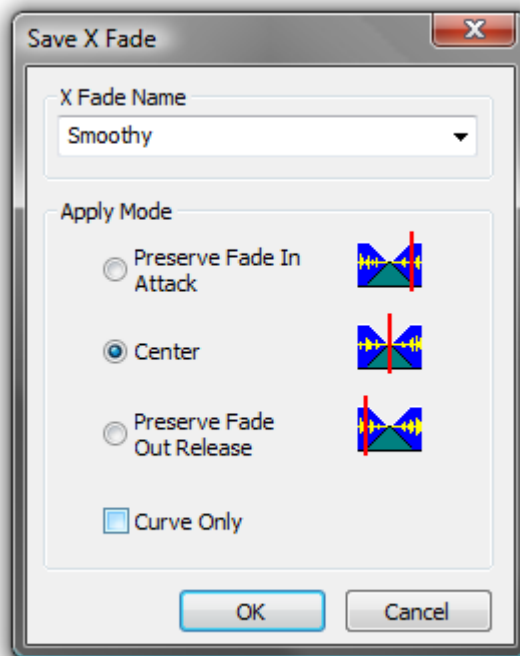 Save X Fade
X Fade Name
Smoothy
Apply Mode
Preserve Fade In
Attack
Center
Preserve Fade
Out Release
Curve Only
OK
Cancel